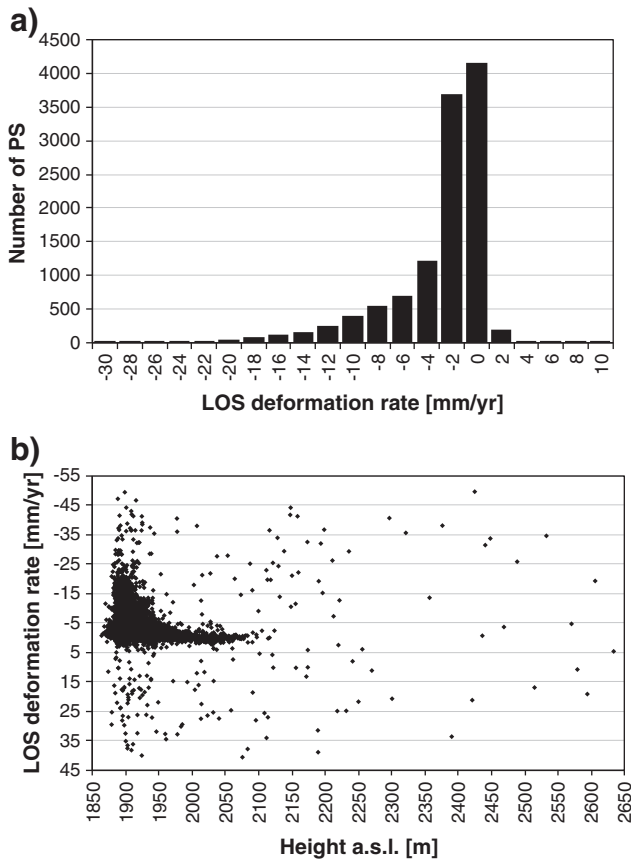 a)
4500
4000
3500
3000
2500
2000
1500
1000
500
0
Number of PS
-30 -28 -26 -24 -22 -20 -18 -16 -14 -12 -10 -8 -6 -4 -2 0 2 4 6 8 10
LOS deformation rate [mm/yr]
b)
-55
-45
-35
-25
-15
-5
5
15
25
35
45
LOS deformation rate [mm/yr]
1850 1900 1950 2000 2050 2100 2150 2200 2250 2300 2350 2400 2450 2500 2550 2600 2650
Height a.s.l. [m]